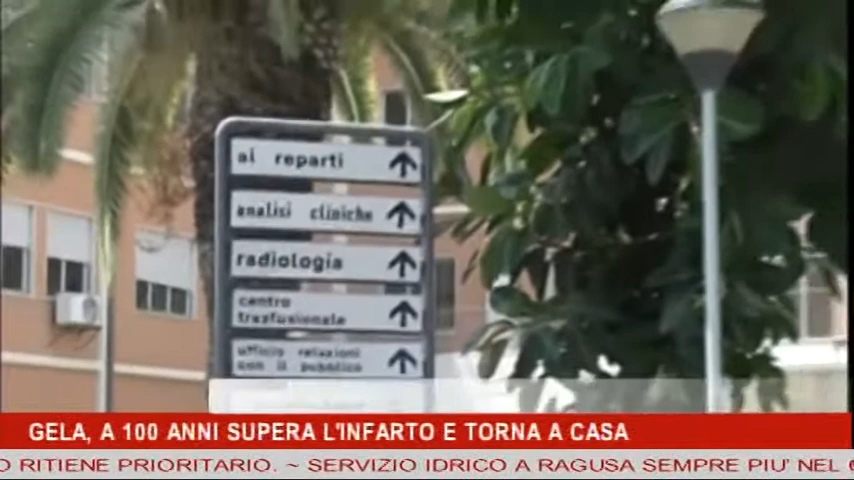 ai reparti
analisi cliniche
radiologia
centro
trasfusionale
ufficio relazioni
con il pubblico
GELA, A 100 ANNI SUPERA L'INFARTO E TORNA A CASA
O RITIENE PRIORITARIO. ~ SERVIZIO IDRICO A RAGUSA SEMPRE PIU' NEL